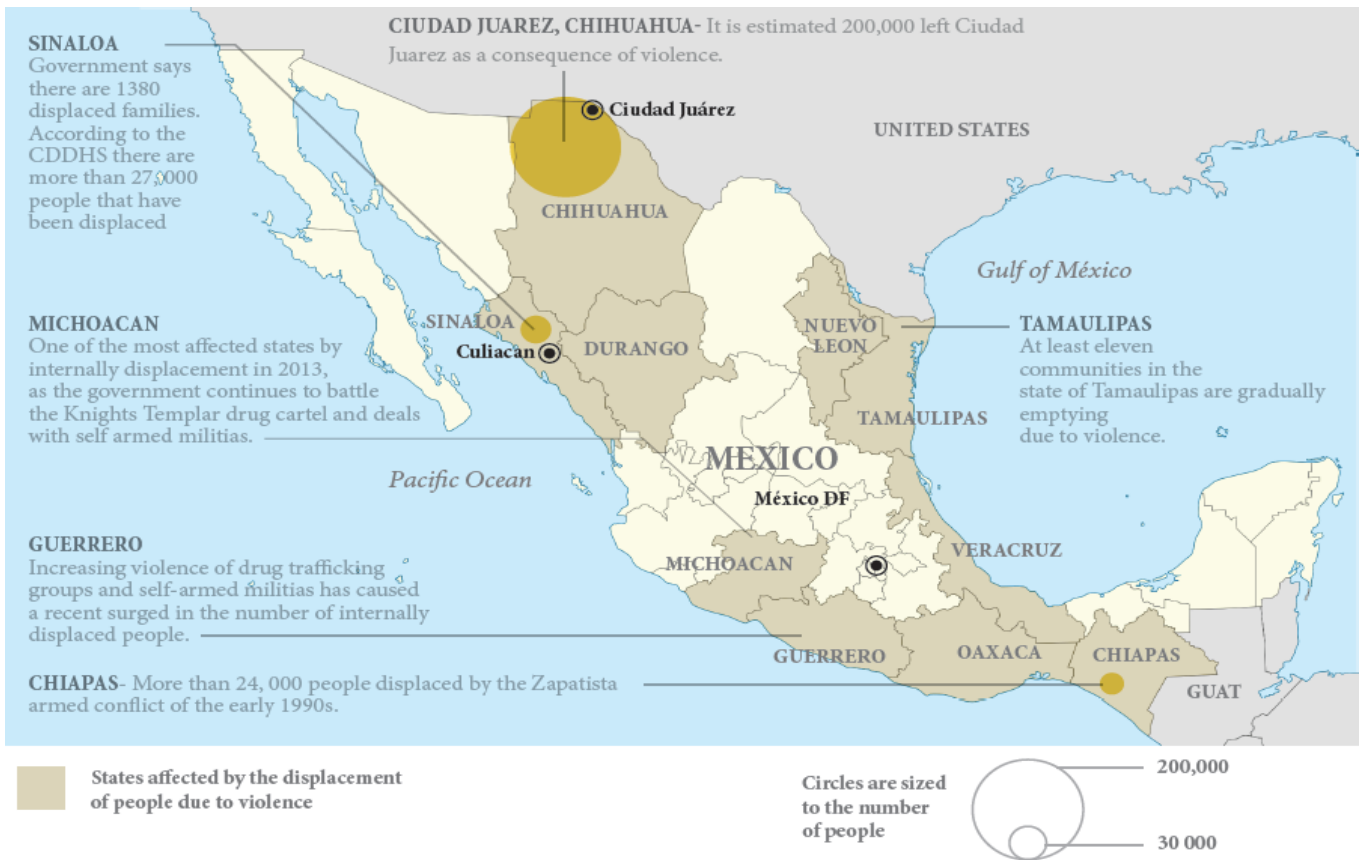 CIUDAD JUAREZ, CHIHUAHUA- It is estimated 200,000 left Ciudad
Juarez as a consequence of violence.
SINALOA
Government says
there are 1380
displaced families.
According to the
CDDHS there are
more than 27,000
people that have
been displaced
Ciudad Juárez
UNITED STATES
CHIHUAHUA
Gulf of México
MICHOACAN
One of the most affected states by
internally displacement in 2013,
as the government continues to battle
the Knights Templar drug cartel and deals
with self armed militias.
SINALOA
Culiacan
DURANGO
NUEVO
LEON
TAMAULIPAS
At least eleven
communities in the
state of Tamaulipas are gradually
emptying
due to violence.
TAMAULIPAS
MEXICO
Pacific Ocean
México DF
GUERRERO
Increasing violence of drug trafficking
groups and self-armed militias has caused
a recent surged in the number of internally
displaced people.
MICHOACAN
VERACRUZ
GUERRERO
OAXACA
CHIAPAS
GUAT
CHIAPAS- More than 24, 000 people displaced by the Zapatista
armed conflict of the early 1990s.
States affected by the displacement
of people due to violence
Circles are sized
to the number
of people
200,000
30 000